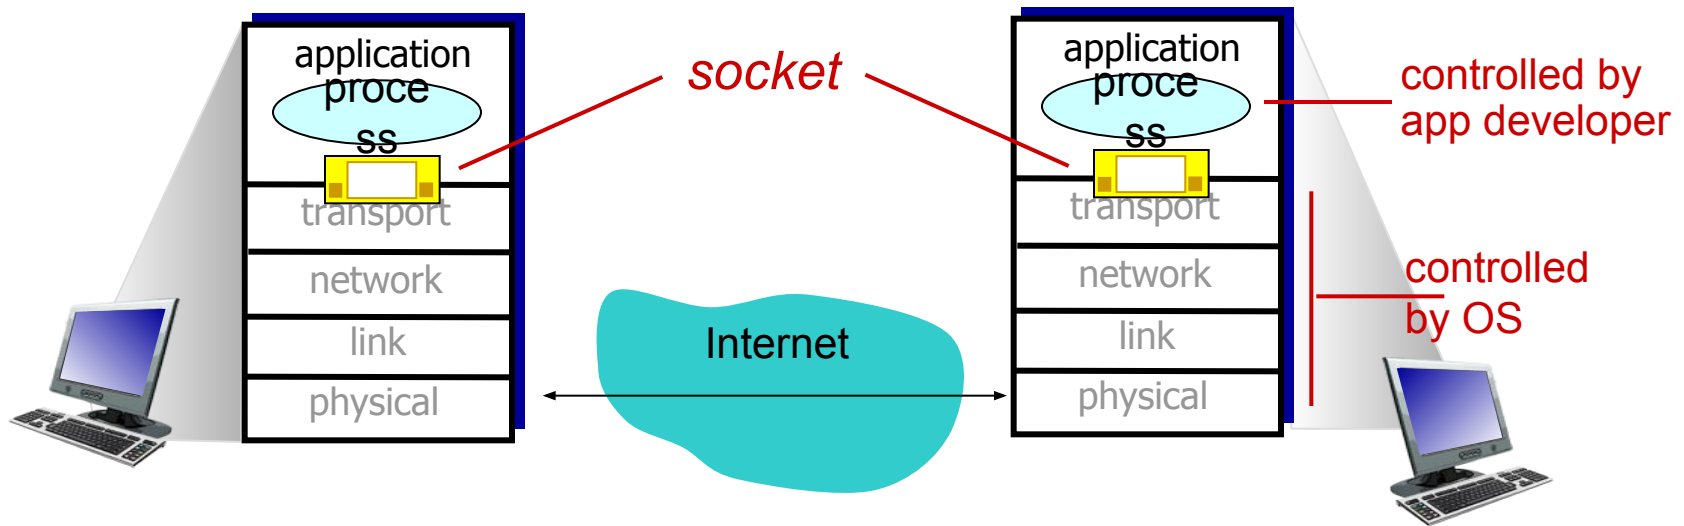 application
proce
ss
transport
network
link
physical
socket
Internet
application
proce
ss
transport
network
link
physical
controlled by
app developer
controlled
by OS